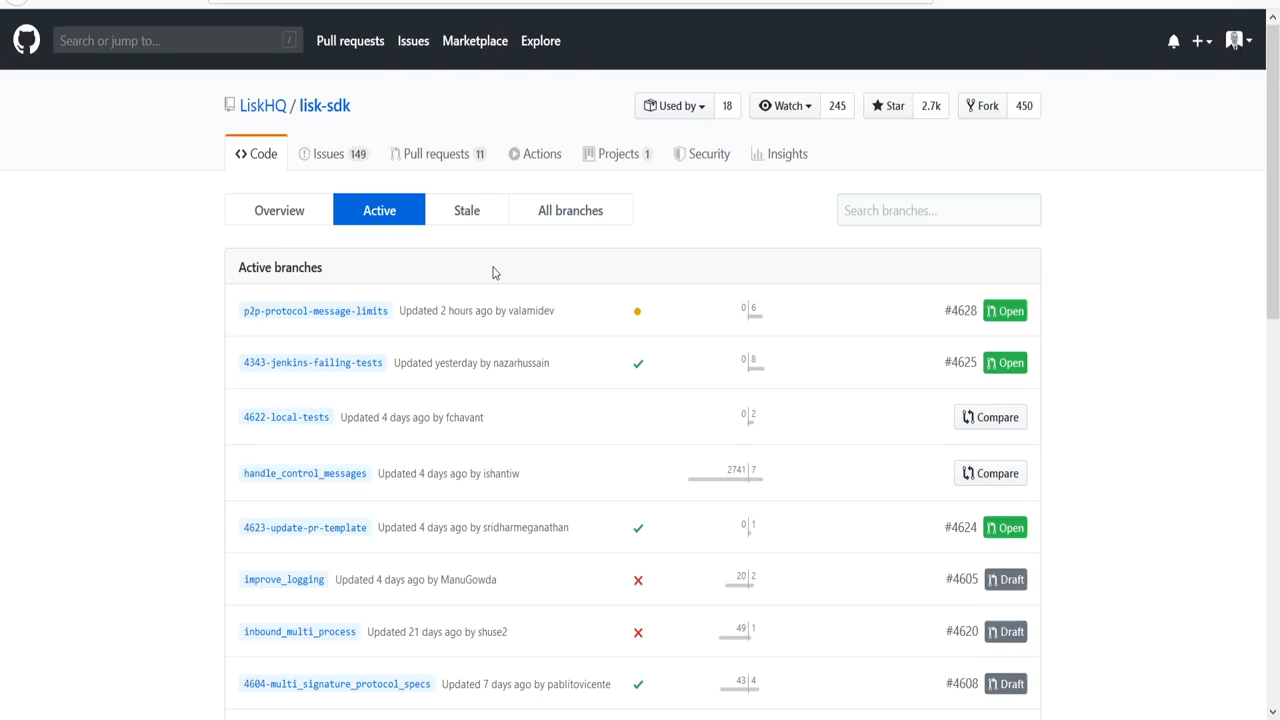 Search or jump to... / Pull requests Issues Marketplace Explore
LiskHQ / lisk-sdk Used by 18 Watch 245 Star 2.7k Fork 450
Code Issues 149 Pull requests 11 Actions Projects 1 Security Insights
Overview Active Stale All branches Search branches...
Active branches
p2p-protocol-message-limits Updated 2 hours ago by valamidev 0 6 #4628 Open
4343-jenkins-failing-tests Updated yesterday by nazarhussain 0 8 #4625 Open
4622-local-tests Updated 4 days ago by fchavant 0 2 Compare
handle_control_messages Updated 4 days ago by ishantiw 2741 7 Compare
4623-update-pr-template Updated 4 days ago by sridharmeganathan 0 1 #4624 Open
improve_logging Updated 4 days ago by ManuGowda 20 2 #4605 Draft
inbound_multi_process Updated 21 days ago by shuse2 49 1 #4620 Draft
4604-multi_signature_protocol_specs Updated 7 days ago by pablitovicente 43 4 #4608 Draft